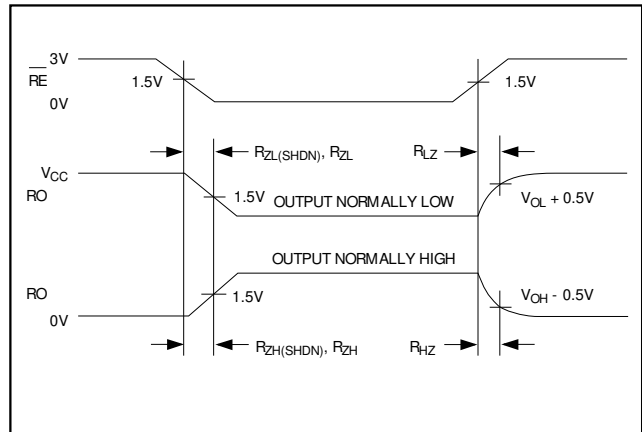 3V
R̅E̅
1.5V
1.5V
0V
RZL(SHDN), RZL
RLZ
VCC
RO
1.5V
OUTPUT NORMALLY LOW
VOL + 0.5V
OUTPUT NORMALLY HIGH
RO
1.5V
VOH - 0.5V
0V
RZH(SHDN), RZH
RHZ